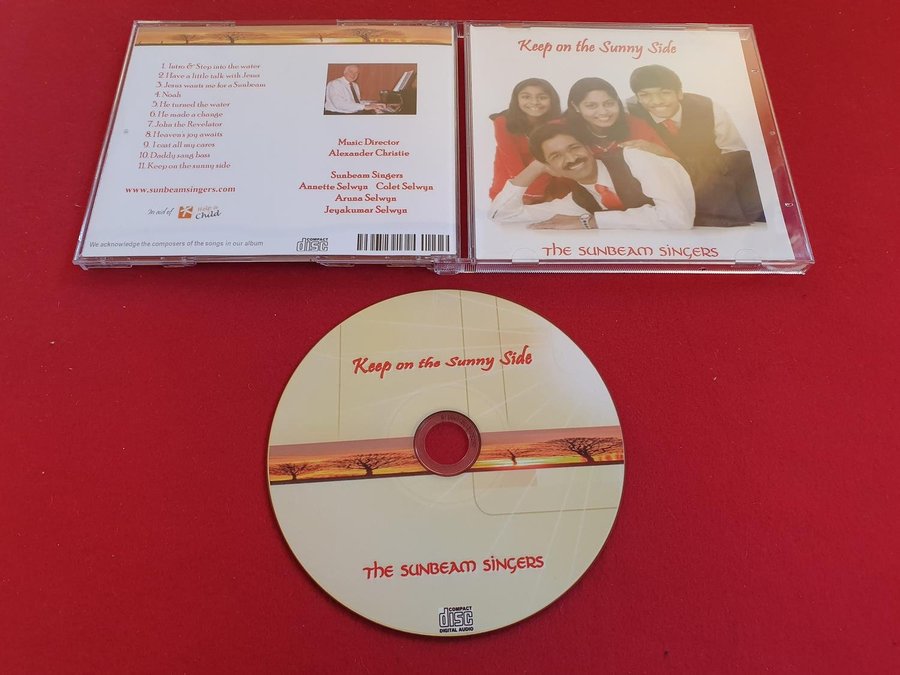 1. Intro & Step into the water
2. Have a little talk with Jesus
3. Jesus wants me for a Sunbeam
4. Noah
5. He turned the water
6. He made a change
7. John the Revelator
8. Heaven's joy awaits
9. I cast all my cares
10. Daddy sang bass
11. Keep on the sunny side
www.sunbeamsingers.com
in aid of
Child
We acknowledge the composers of the songs in our album
Music Director
Alexander Christie
Sunbeam Singers
Annette Selwyn Colet Selwyn
Aruna Selwyn
Jeyakumar Selwyn
COMPACT
disc
Keep on the Sunny Side
THE SUNBEAM SINGERS
Keep on the Sunny Side
THE SUNBEAM SINGERS
COMPACT
disc
DIGITAL AUDIO